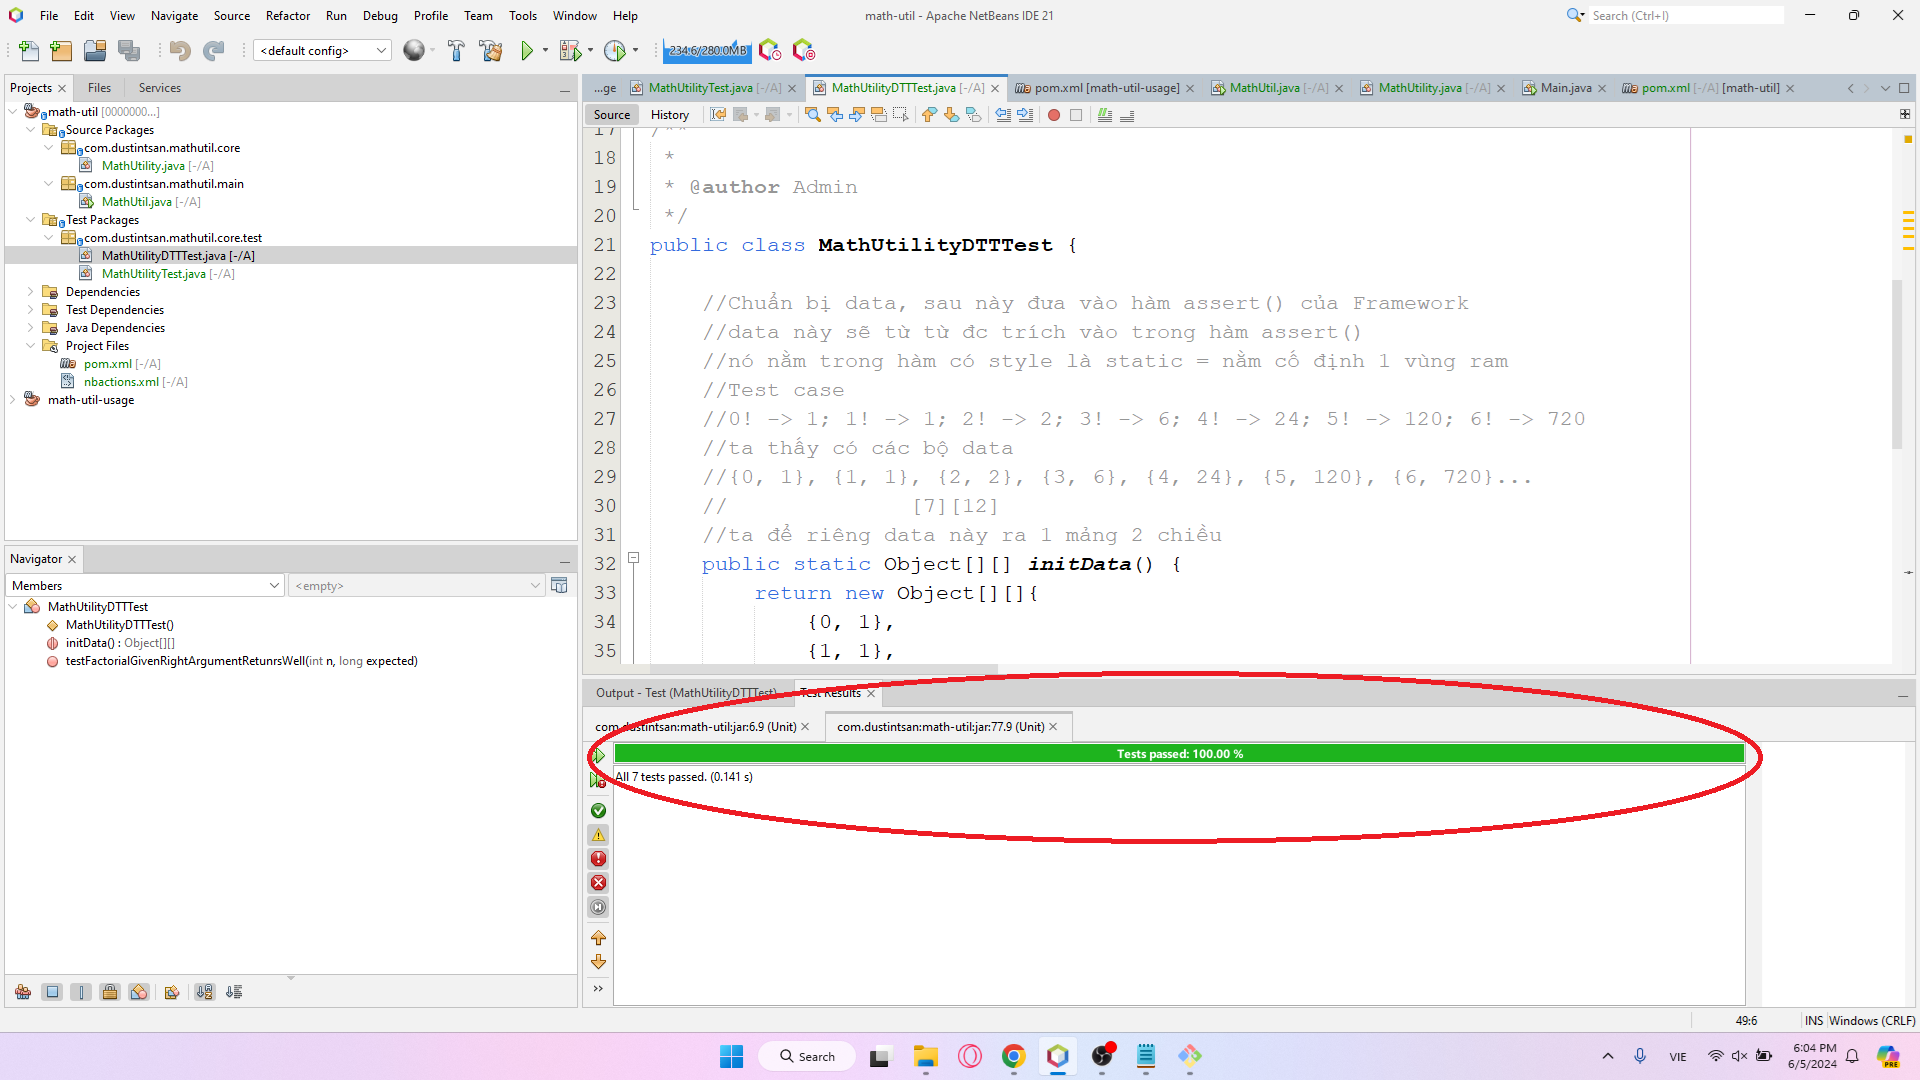 File Edit View Navigate Source Refactor Run Debug Profile Team Tools Window Help
math-util - Apache NetBeans IDE 21
Search (Ctrl+I)
<default config>
234.6/280.0MB
Projects Files Services
math-util [0000000...]
Source Packages
com.dustintsan.mathutil.core
MathUtility.java [-/A]
com.dustintsan.mathutil.main
MathUtil.java [-/A]
Test Packages
com.dustintsan.mathutil.core.test
MathUtilityDTTTest.java [-/A]
MathUtilityTest.java [-/A]
Dependencies
Test Dependencies
Java Dependencies
Project Files
pom.xml [-/A]
nbactions.xml [-/A]
math-util-usage
Navigator
Members
<empty>
MathUtilityDTTTest
MathUtilityDTTTest()
initData() : Object[][]
testFactorialGivenRightArgumentRetunrsWell(int n, long expected)
...ge MathUtilityTest.java [-/A] MathUtilityDTTTest.java [-/A] pom.xml [math-util-usage] MathUtil.java [-/A] MathUtility.java [-/A] Main.java pom.xml [-/A] [math-util]
Source History
17 /**
18 *
19 * @author Admin
20 */
21 public class MathUtilityDTTTest {
22
23 //Chuẩn bị data, sau này đưa vào hàm assert() của Framework
24 //data này sẽ từ từ đc trích vào trong hàm assert()
25 //nó nằm trong hàm có style là static = nằm cố định 1 vùng ram
26 //Test case
27 //0! -> 1; 1! -> 1; 2! -> 2; 3! -> 6; 4! -> 24; 5! -> 120; 6! -> 720
28 //ta thấy có các bộ data
29 //{0, 1}, {1, 1}, {2, 2}, {3, 6}, {4, 24}, {5, 120}, {6, 720}...
30 // [7][12]
31 //ta để riêng data này ra 1 mảng 2 chiều
32 public static Object[][] initData() {
33 return new Object[][]{
34 {0, 1},
35 {1, 1},
Output - Test (MathUtilityDTTTest) Test Results
com.dustintsan:math-util:jar:6.9 (Unit) com.dustintsan:math-util:jar:77.9 (Unit)
Tests passed: 100.00 %
All 7 tests passed. (0.141 s)
49:6 INS Windows (CRLF)
Search
VIE
6:04 PM
6/5/2024
PRE